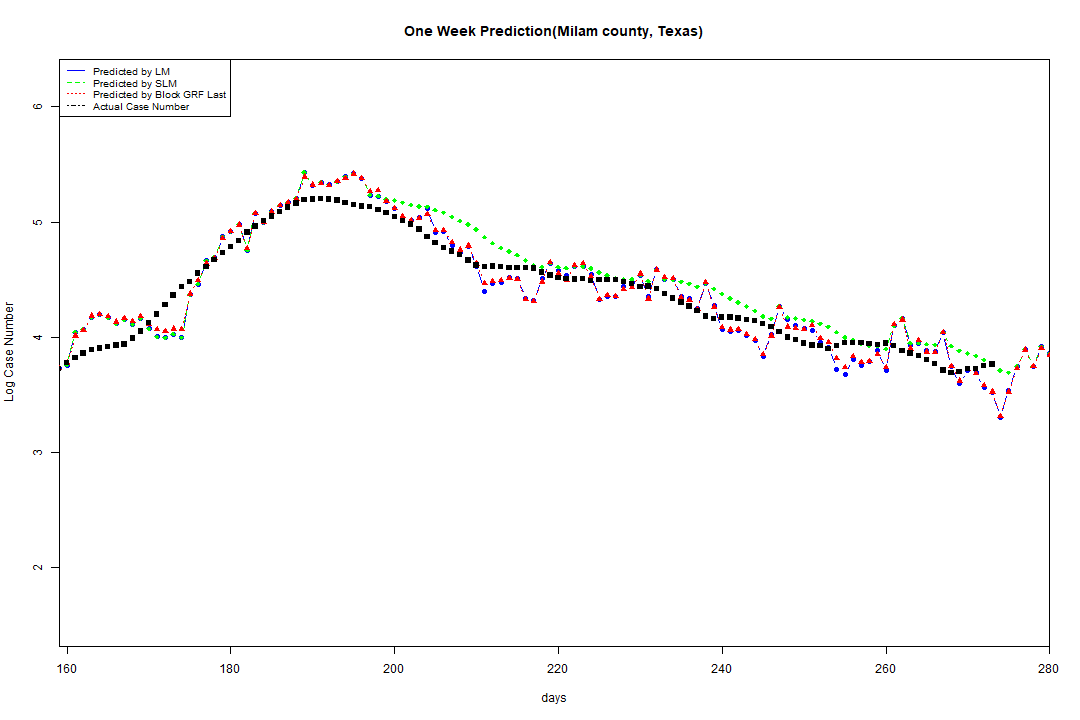 One Week Prediction(Milam county, Texas)
Predicted by LM
Predicted by SLM
Predicted by Block GRF Last
Actual Case Number
6
5
4
3
2
Log Case Number
160 180 200 220 240 260 280
days